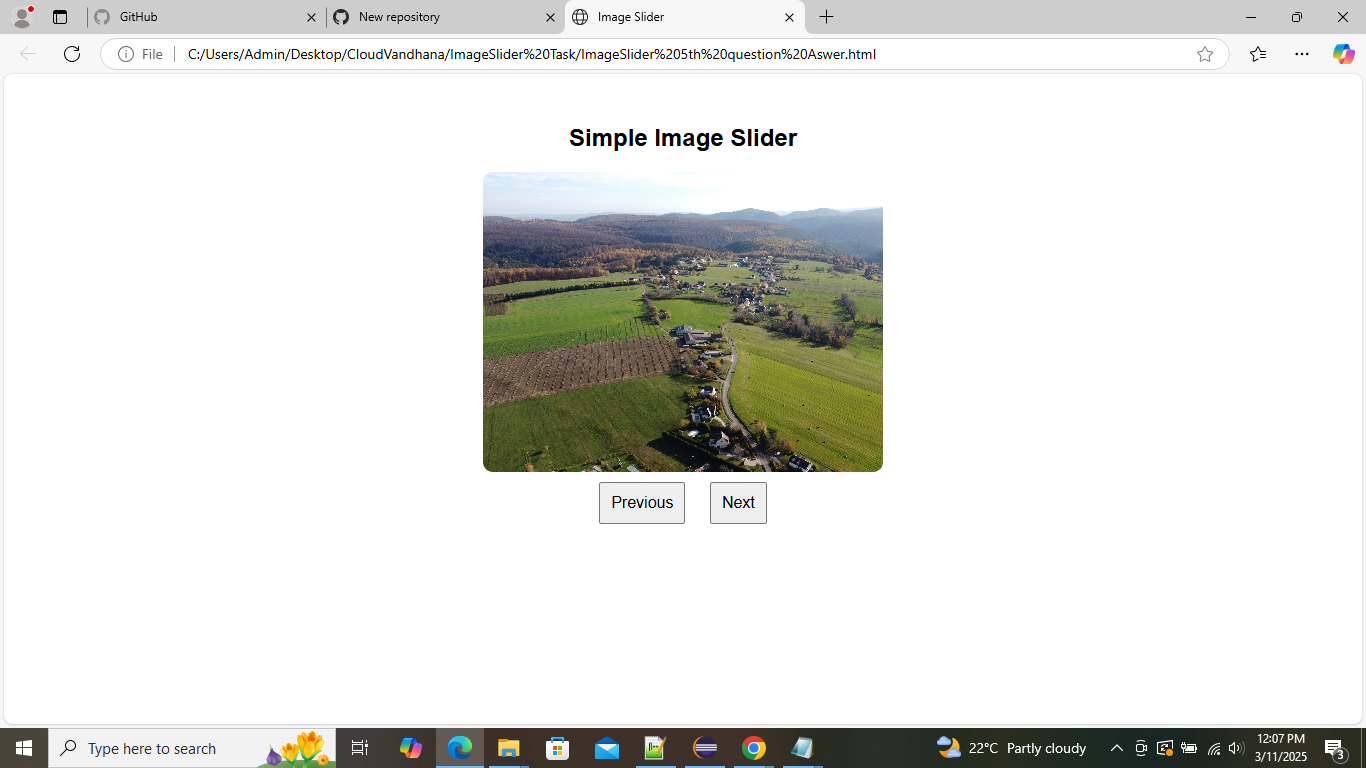 GitHub
New repository
Image Slider
File
C:/Users/Admin/Desktop/CloudVandhana/ImageSlider%20Task/ImageSlider%205th%20question%20Aswer.html
Simple Image Slider
Previous
Next
Type here to search
22°C Partly cloudy
12:07 PM
3/11/2025
3